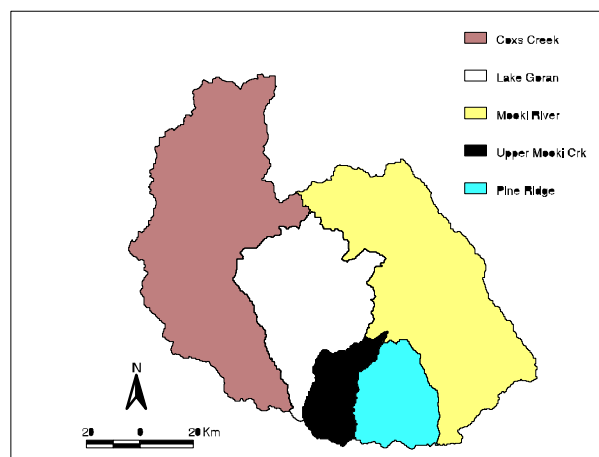 Coxs Creek
Lake Goran
Mooki River
Upper Mooki Crk
Pine Ridge
N
20 0 20 Km